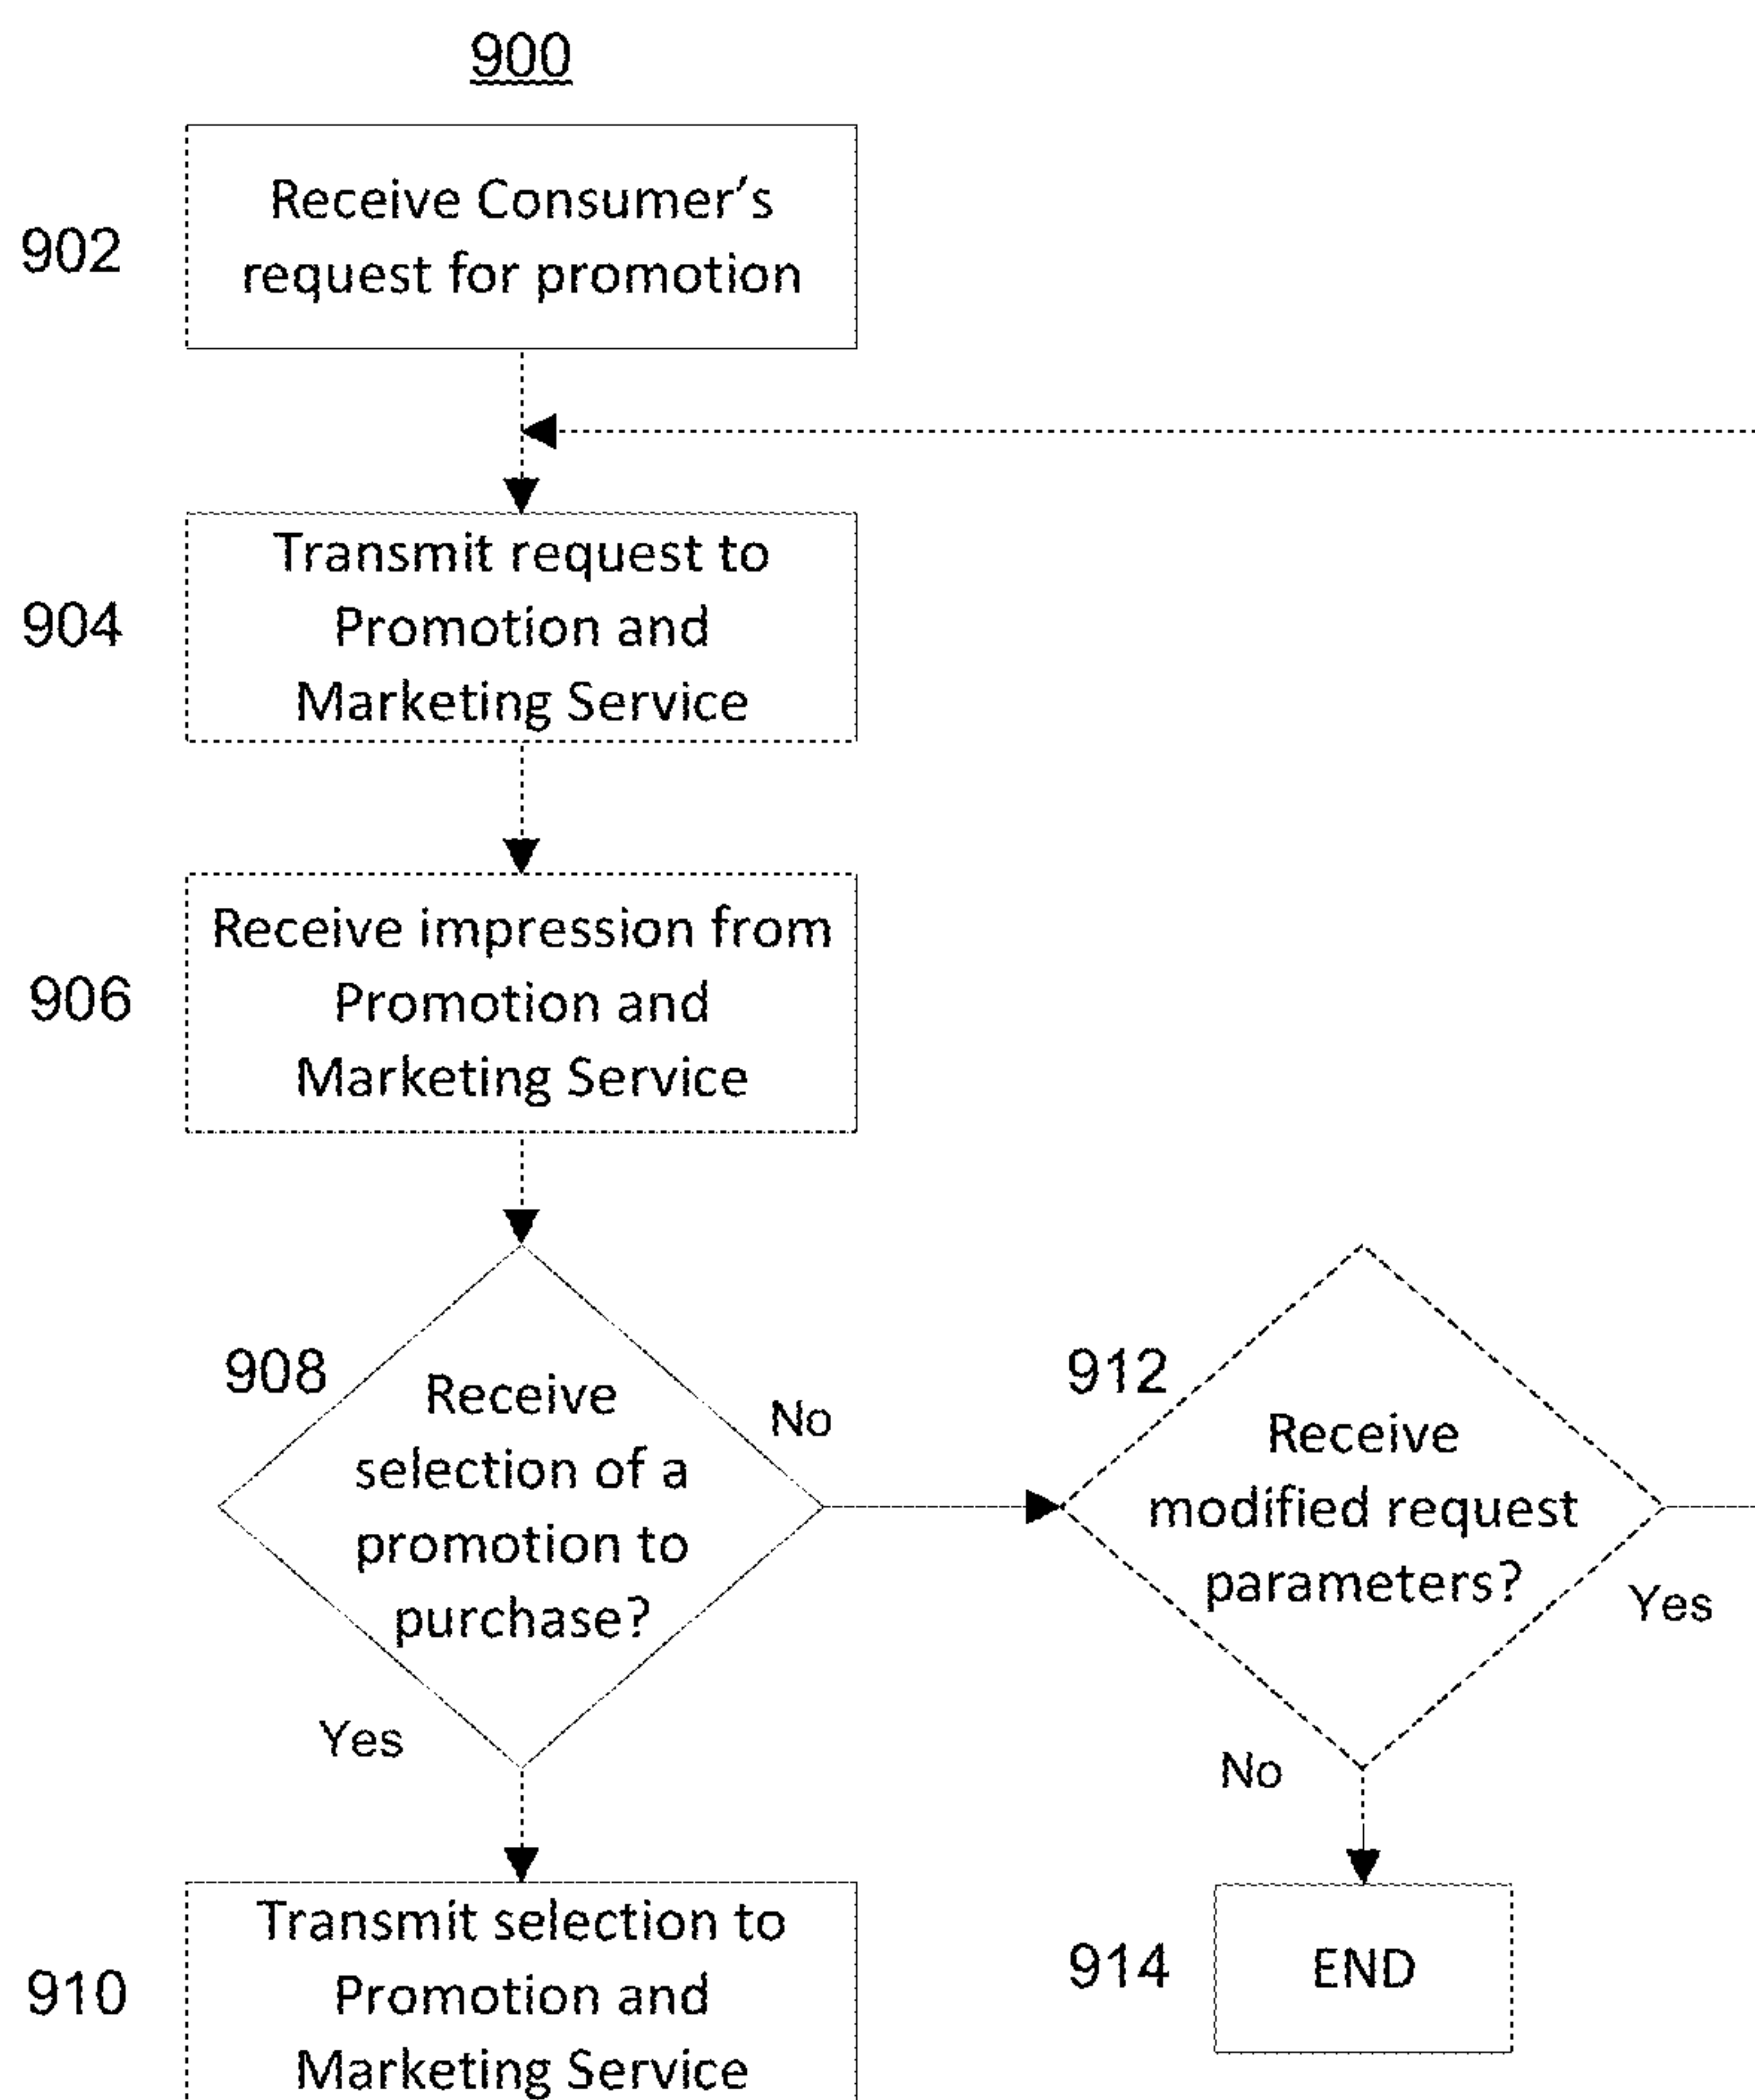 900
902
Receive Consumer's
request for promotion
904
Transmit request to
Promotion and
Marketing Service
906
Receive impression from
Promotion and
Marketing Service
908
Receive
selection of a
promotion to
purchase?
No
Yes
912
Receive
modified request
parameters?
Yes
No
910
Transmit selection to
Promotion and
Marketing Service
914
END